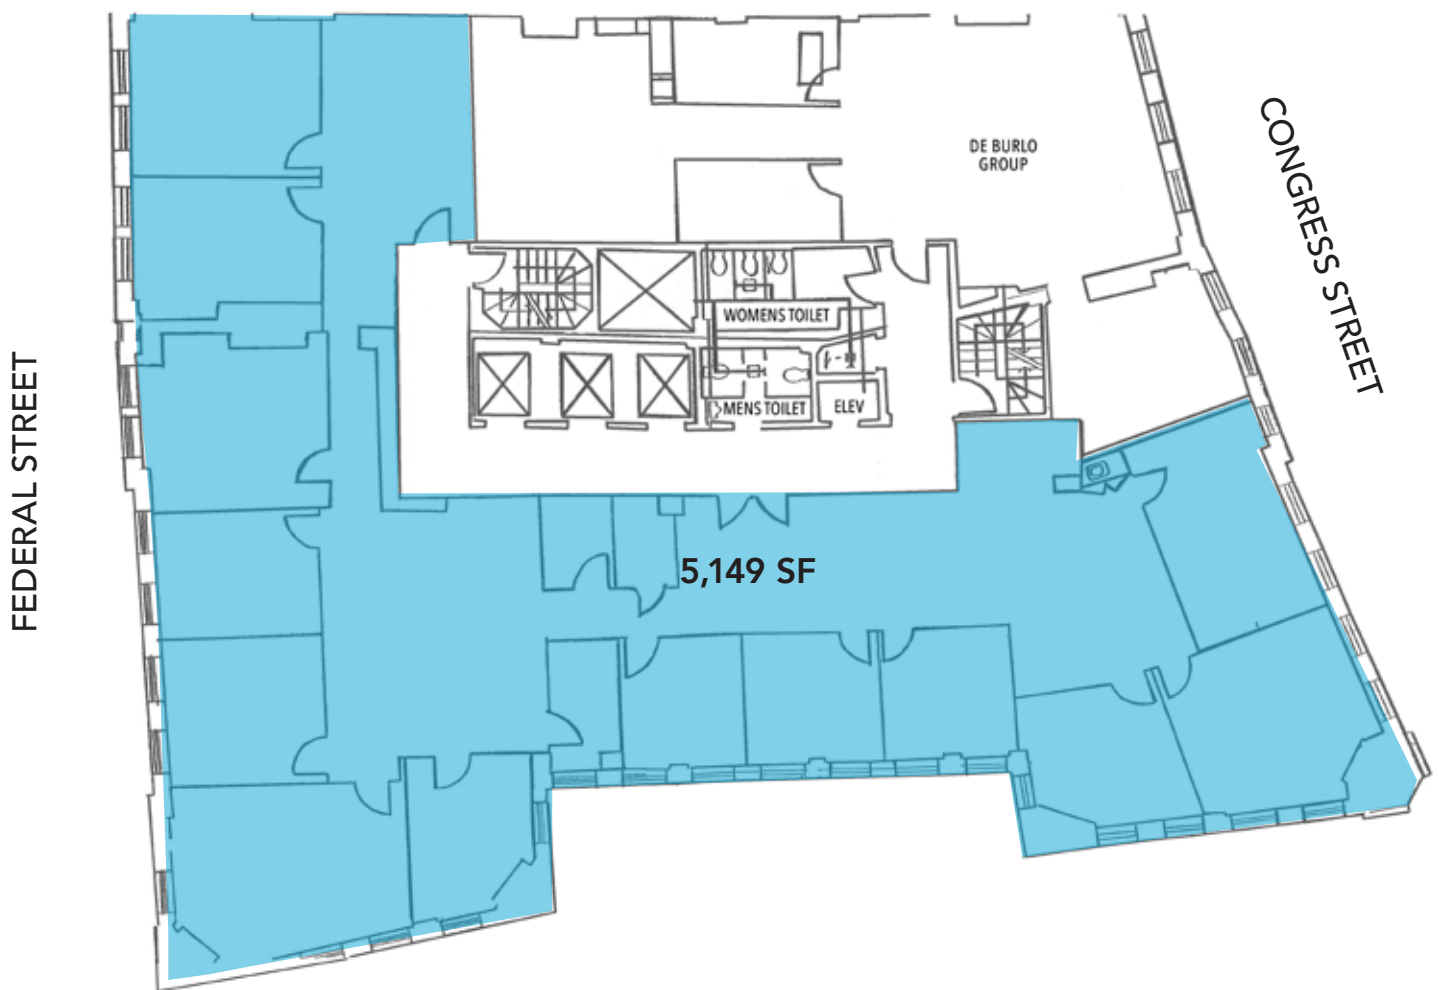 DE BURLO
GROUP
CONGRESS STREET
WOMENS TOILET
MENS TOILET
ELEV
FEDERAL STREET
5,149 SF